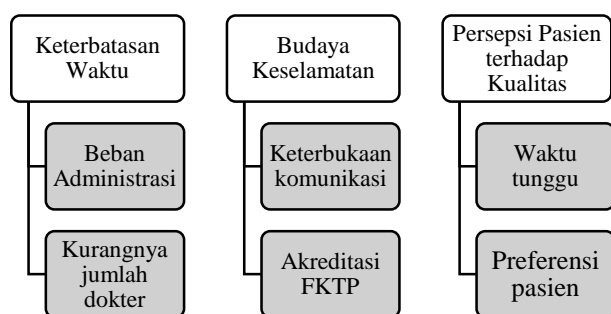 Keterbatasan
Waktu
Beban
Administrasi
Kurangnya
jumlah
dokter
Budaya
Keselamatan
Keterbukaan
komunikasi
Akreditasi
FKTP
Persepsi Pasien
terhadap
Kualitas
Waktu
tunggu
Preferensi
pasien